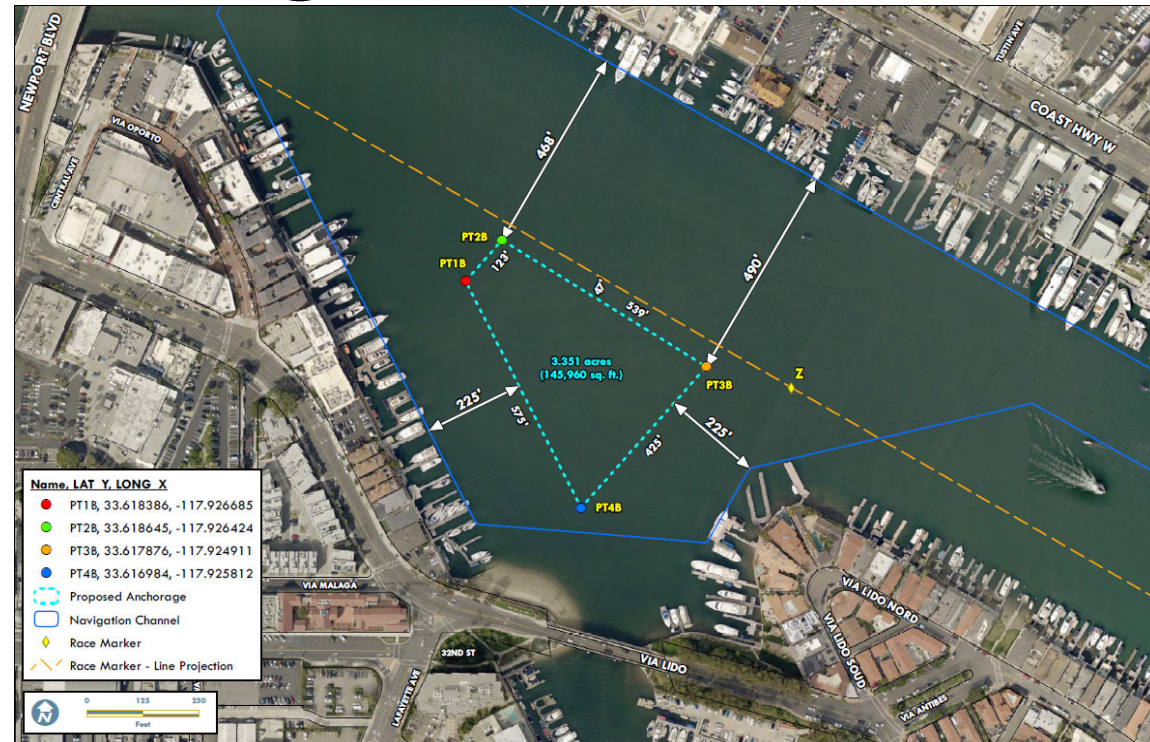 NEWPORT BLVD
VIA OPORTO
CENTRAL AVE
TUSTIN AVE
COAST HWY W
468'
490'
PT2B
123'
PT1B
47'
539'
3.351 acres
(145,960 sq. ft.)
PT3B
Z
225'
575'
425'
225'
PT4B
Name, LAT_Y, LONG_X
PT1B, 33.618386, -117.926685
PT2B, 33.618645, -117.926424
PT3B, 33.617876, -117.924911
PT4B, 33.616984, -117.925812
Proposed Anchorage
Navigation Channel
Race Marker
Race Marker - Line Projection
N
0 125 250
Feet
VIA MALAGA
32ND ST
LAFAYETTE AVE
VIA LIDO
VIA LIDO NORD
VIA LIDO SOUD
VIA ANTIBES